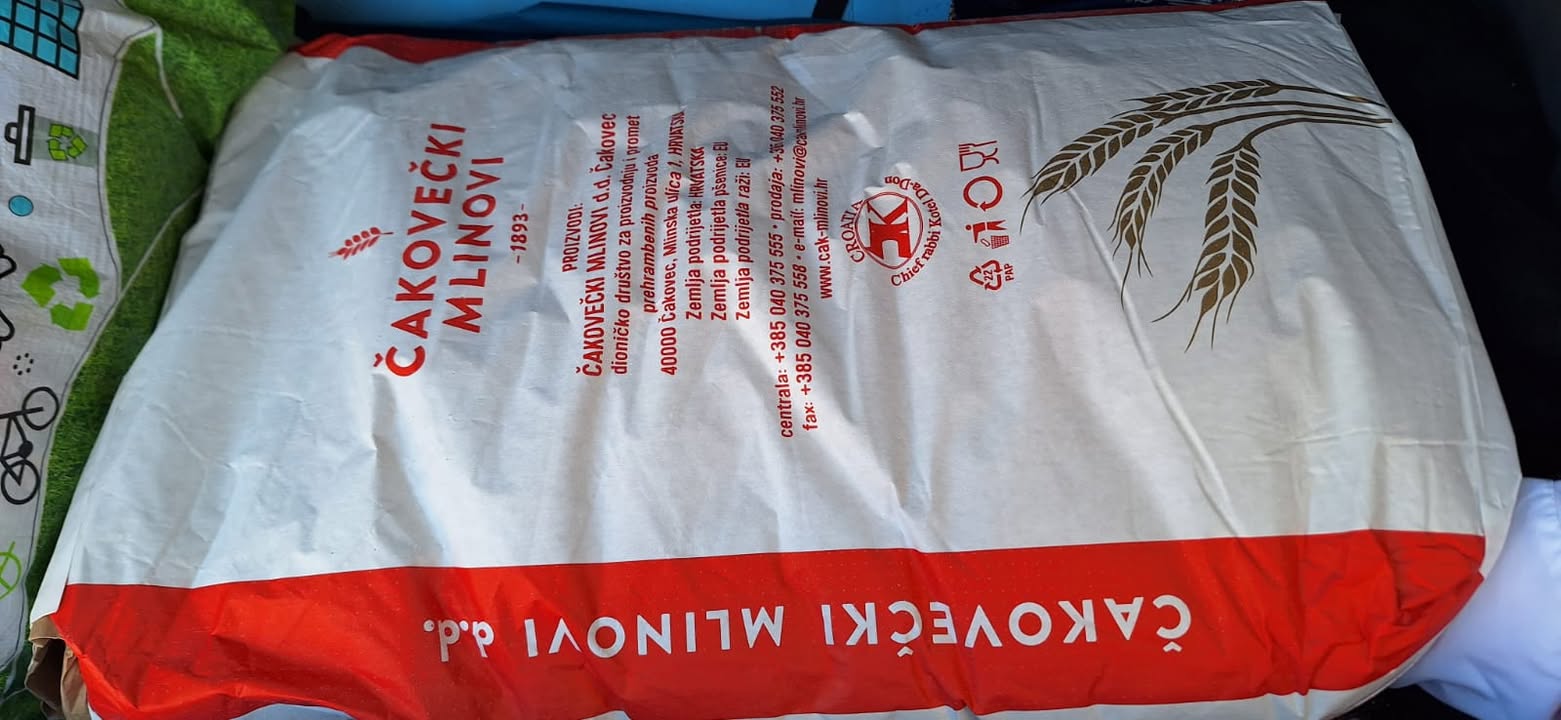 ČAKOVEČKI
MLINOVI
-1893-
PROIZVODI:
ČAKOVEČKI MLINOVI d.d. Čakovec
dioničko društvo za proizvodnju i promet
prehrambenih proizvoda
40000 Čakovec, Mlinska ulica 1, HRVATSKA
Zemlja podrijetla: HRVATSKA
Zemlja podrijetla pšenice: EU
Zemlja podrijetla raži: EU
centrala: +385 040 375 555 • prodaja: +385 040 375 552
fax: +385 040 375 558 • e-mail: mlinovi@cak-mlinovi.hr
www.cak-mlinovi.hr
CROATIA
K
Chief rabbi Kotel Da-Don
22
PAP
ČAKOVEČKI MLINOVI d.d.